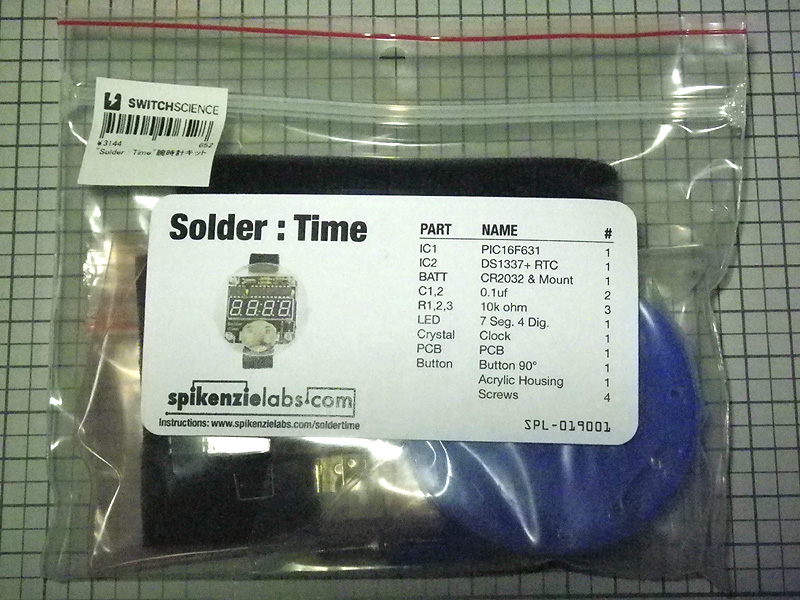 SWITCHSCIENCE
*3144 652
"Solder Time"腕時計キット
Solder : Time
PART NAME #
IC1 PIC16F631 1
IC2 DS1337+ RTC 1
BATT CR2032 & Mount 1
C1,2 0.1uf 2
R1,2,3 10k ohm 3
LED 7 Seg. 4 Dig. 1
Crystal Clock 1
PCB PCB 1
Button Button 90° 1
Acrylic Housing 1
Screws 4
spikenzielabs.com
Instructions: www.spikenzielabs.com/soldertime
SPL-019001